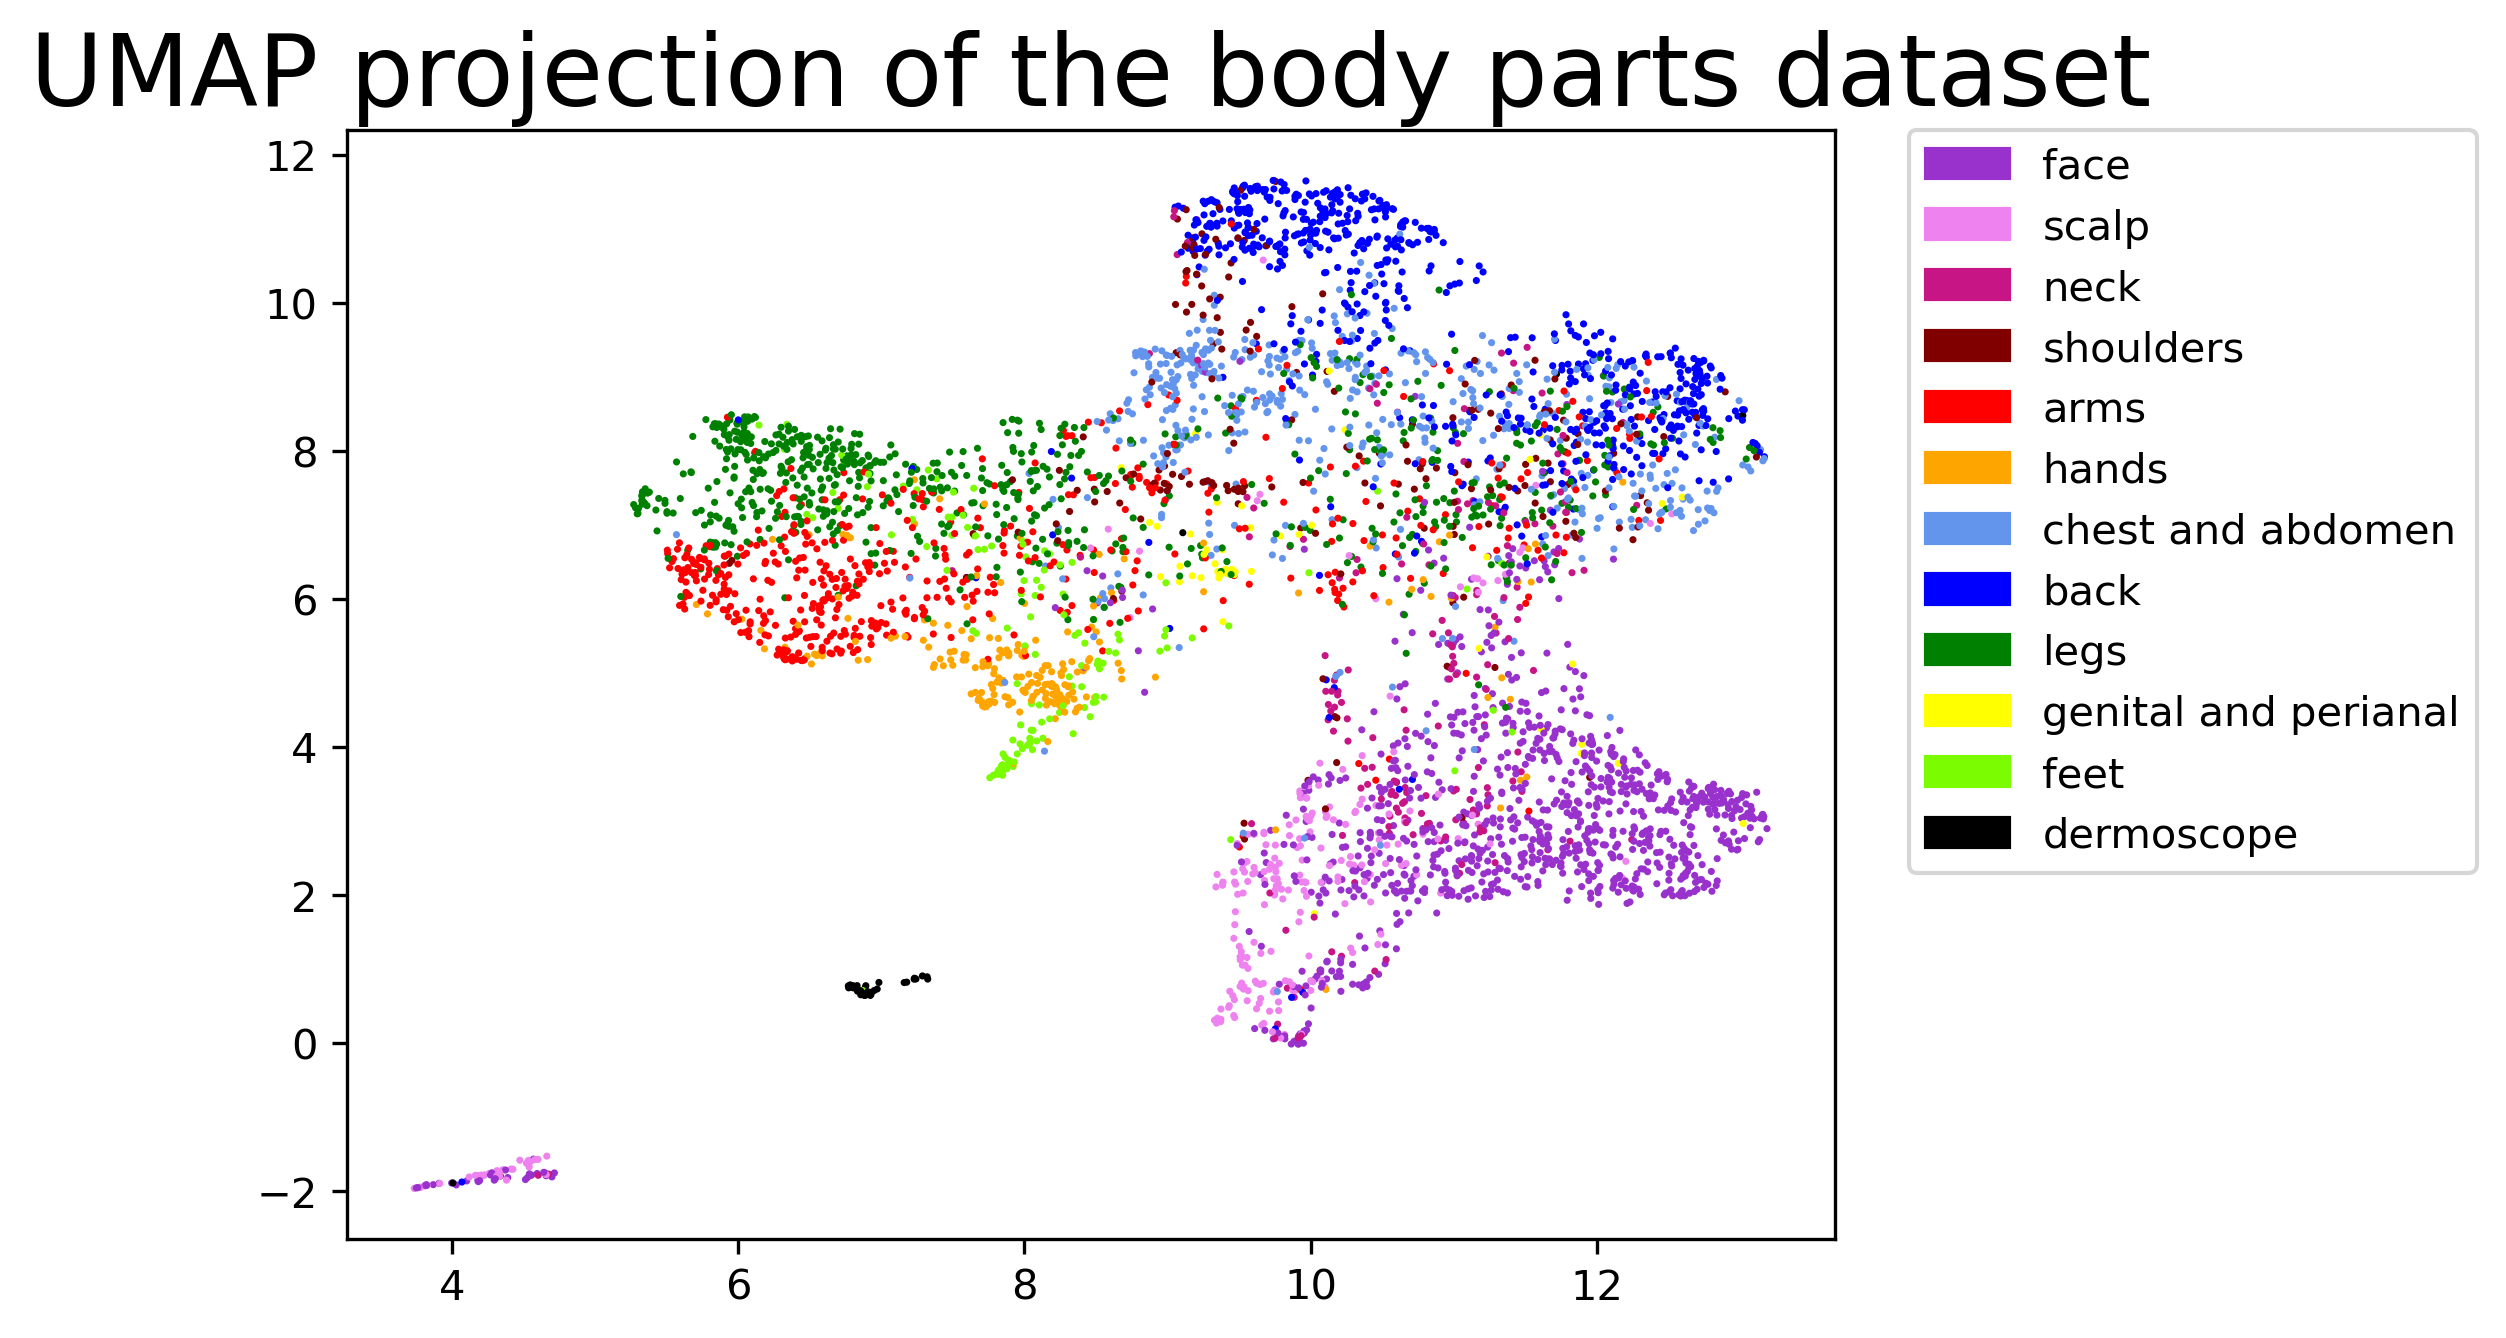 UMAP projection of the body parts dataset
12
10
8
6
4
2
0
−2
4
6
8
10
12
face
scalp
neck
shoulders
arms
hands
chest and abdomen
back
legs
genital and perianal
feet
dermoscope